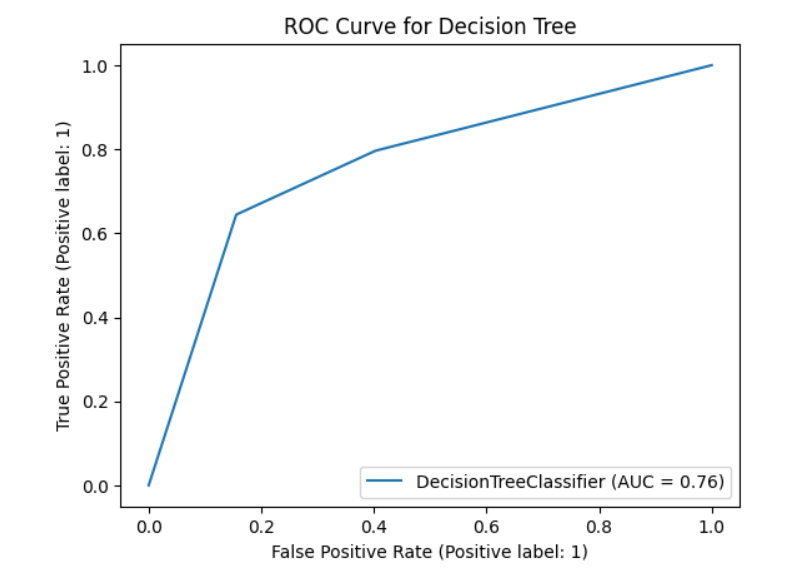 ROC Curve for Decision Tree
True Positive Rate (Positive label: 1)
1.0
0.8
0.6
0.4
0.2
0.0
DecisionTreeClassifier (AUC = 0.76)
0.0 0.2 0.4 0.6 0.8 1.0
False Positive Rate (Positive label: 1)